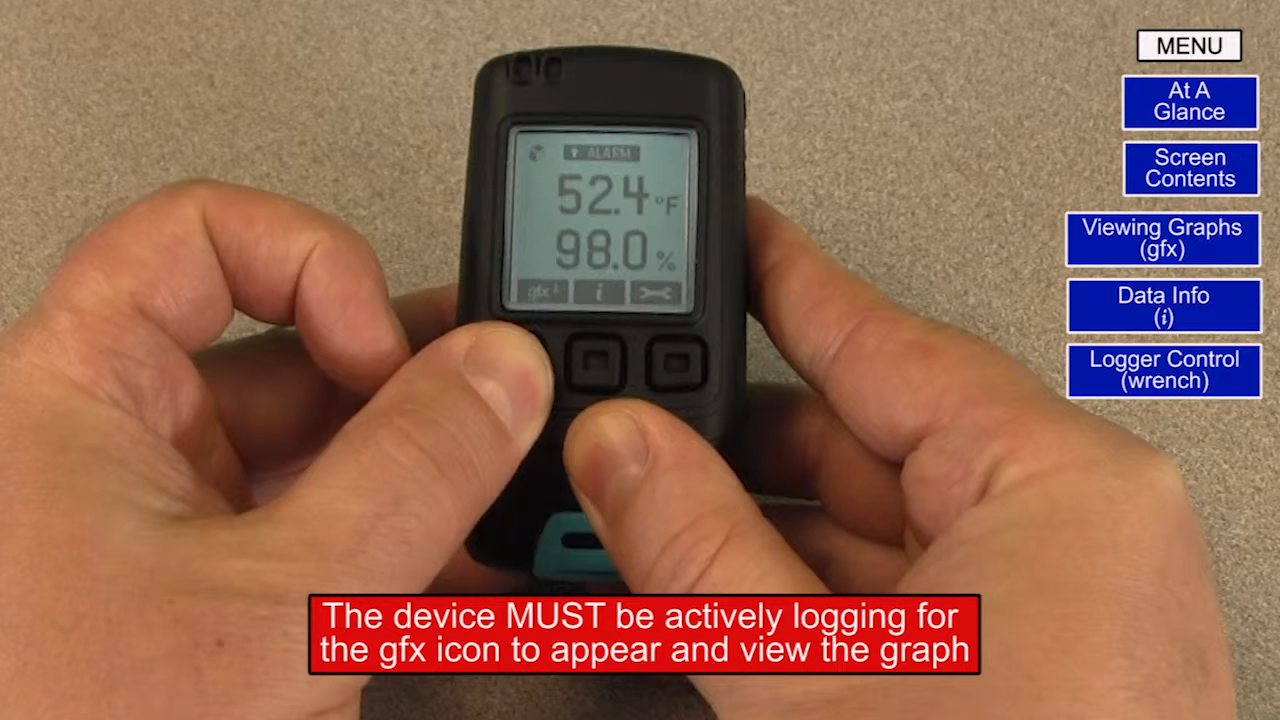 MENU
At A
Glance
Screen
Contents
Viewing Graphs
(gfx)
Data Info
(i)
Logger Control
(wrench)
ALARM
52.4 °F
98.0 %
gfx
i
The device MUST be actively logging for
the gfx icon to appear and view the graph